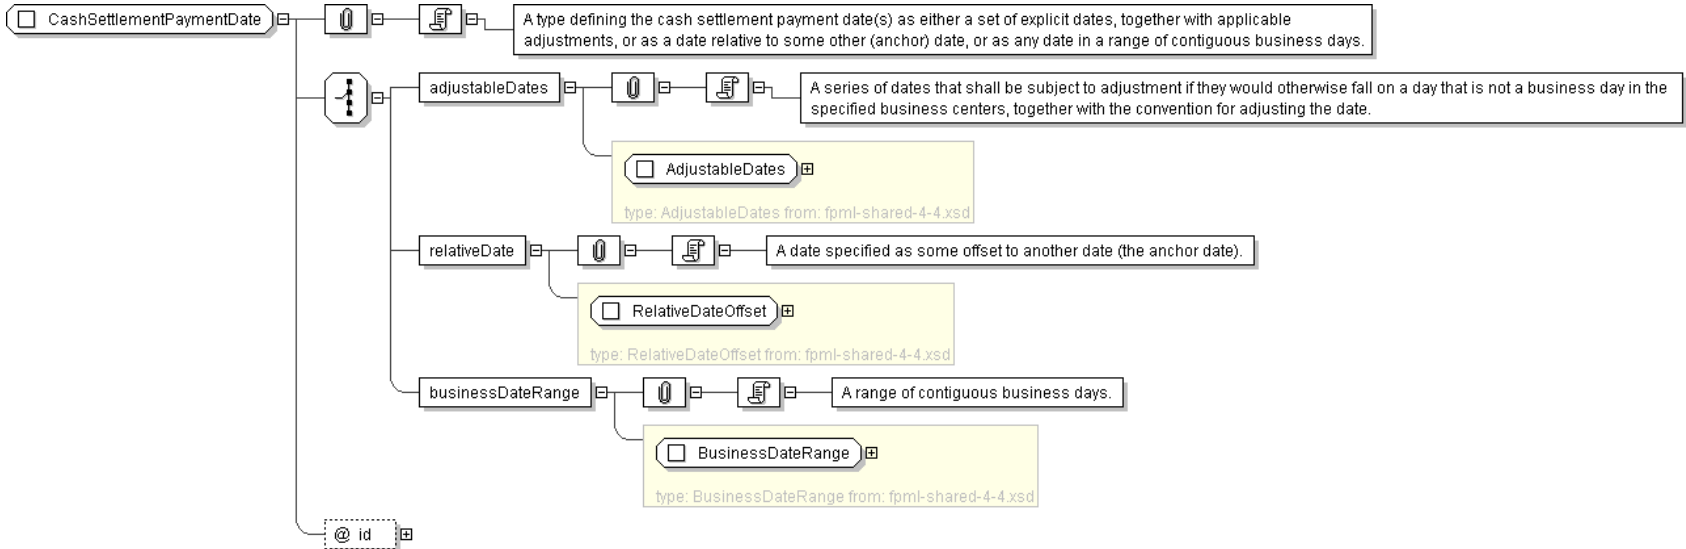 CashSettlementPaymentDate
A type defining the cash settlement payment date(s) as either a set of explicit dates, together with applicable
adjustments, or as a date relative to some other (anchor) date, or as any date in a range of contiguous business days.
adjustableDates
A series of dates that shall be subject to adjustment if they would otherwise fall on a day that is not a business day in the
specified business centers, together with the convention for adjusting the date.
AdjustableDates
type: AdjustableDates from: fpml-shared-4-4.xsd
relativeDate
A date specified as some offset to another date (the anchor date).
RelativeDateOffset
type: RelativeDateOffset from: fpml-shared-4-4.xsd
businessDateRange
A range of contiguous business days.
BusinessDateRange
type: BusinessDateRange from: fpml-shared-4-4.xsd
@ id